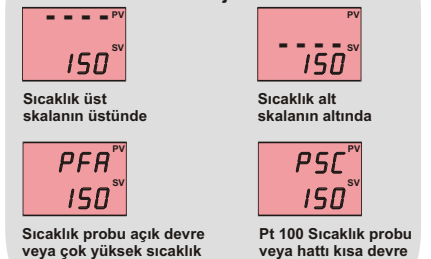 PV
SV
150
Sıcaklık üst
skalanın üstünde
PV
SV
150
Sıcaklık alt
skalanın altında
PV
PFA
SV
150
Sıcaklık probu açık devre
veya çok yüksek sıcaklık
PV
PSC
SV
150
Pt 100 Sıcaklık probu
veya hattı kısa devre